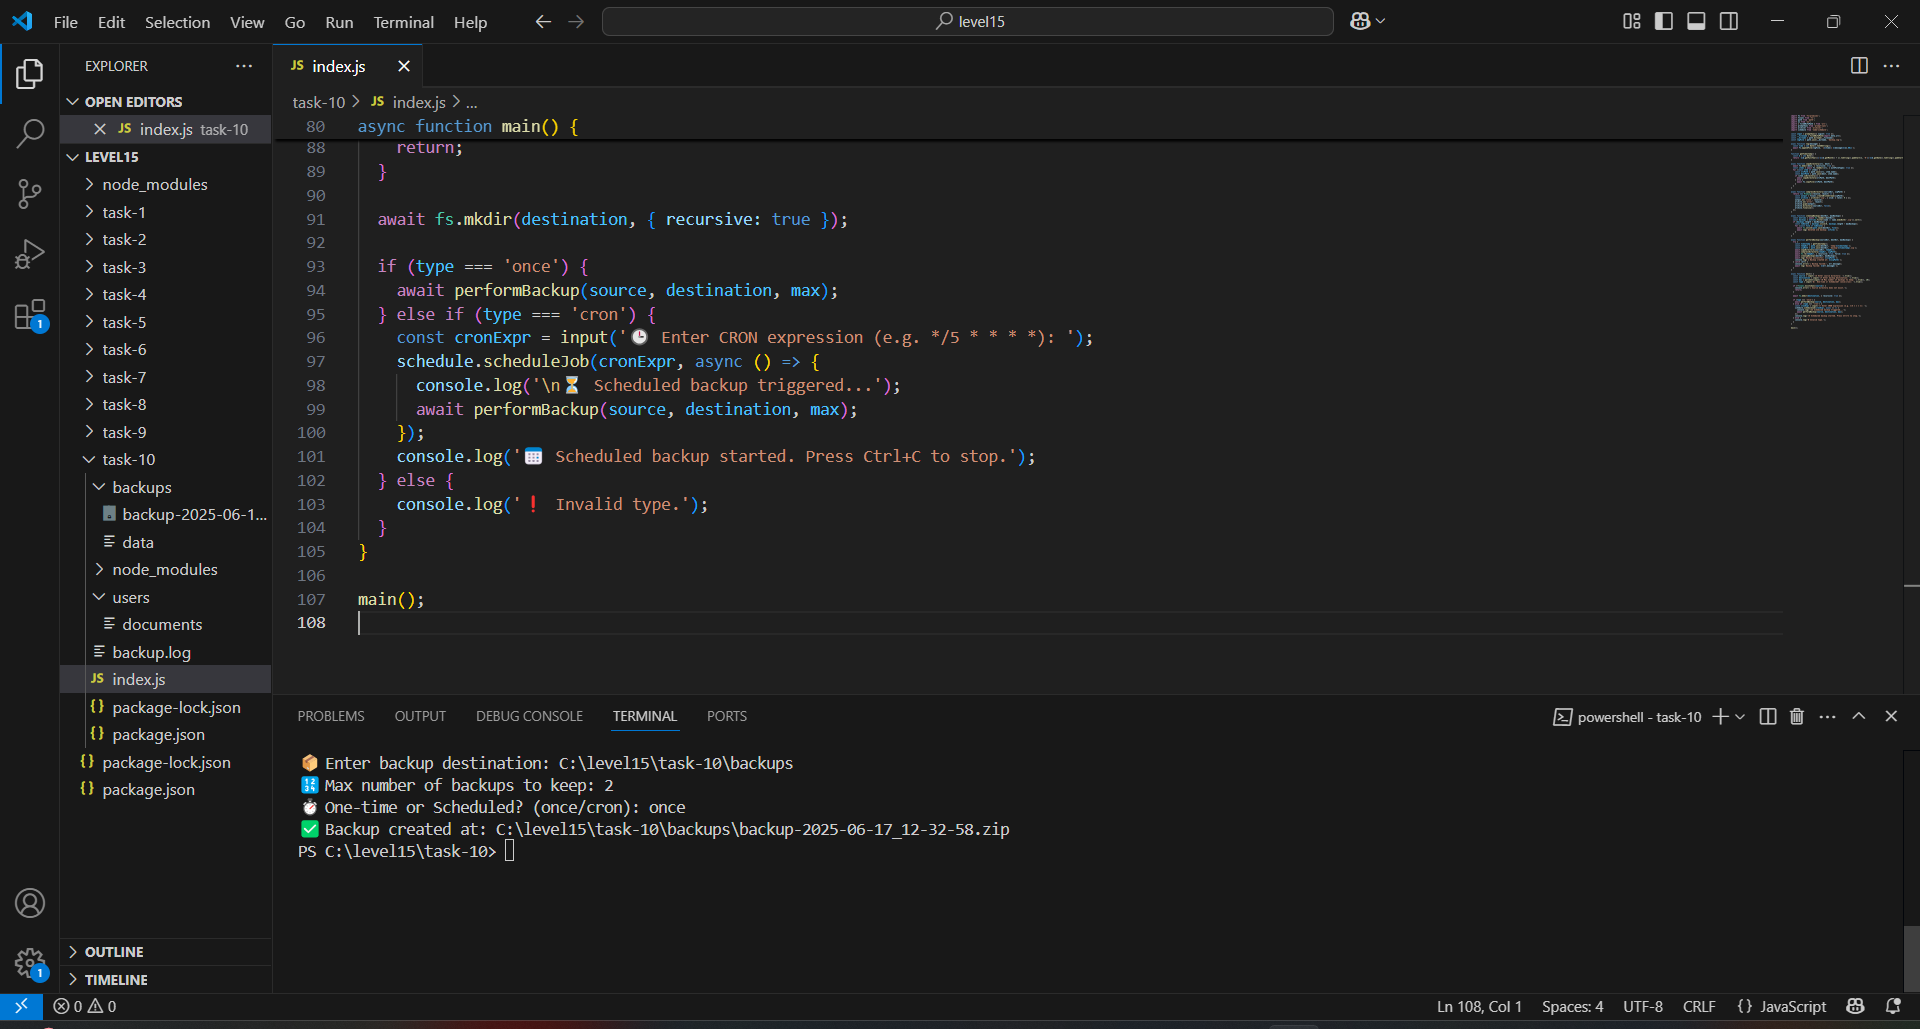 File Edit Selection View Go Run Terminal Help
level15
EXPLORER
OPEN EDITORS
JS index.js task-10
LEVEL15
node_modules
task-1
task-2
task-3
task-4
task-5
task-6
task-7
task-8
task-9
task-10
backups
backup-2025-06-1...
data
node_modules
users
documents
backup.log
JS index.js
{} package-lock.json
{} package.json
{} package-lock.json
{} package.json
OUTLINE
TIMELINE
1
1
JS index.js
task-10 > JS index.js > ...
80 async function main() {
88 return;
89 }
90
91 await fs.mkdir(destination, { recursive: true });
92
93 if (type === 'once') {
94 await performBackup(source, destination, max);
95 } else if (type === 'cron') {
96 const cronExpr = input('🕒 Enter CRON expression (e.g. */5 * * * *): ');
97 schedule.scheduleJob(cronExpr, async () => {
98 console.log('\n⏳ Scheduled backup triggered...');
99 await performBackup(source, destination, max);
100 });
101 console.log('📅 Scheduled backup started. Press Ctrl+C to stop.');
102 } else {
103 console.log('❗ Invalid type.');
104 }
105 }
106
107 main();
108
PROBLEMS OUTPUT DEBUG CONSOLE TERMINAL PORTS
powershell - task-10
📦 Enter backup destination: C:\level15\task-10\backups
🔢 Max number of backups to keep: 2
⏱ One-time or Scheduled? (once/cron): once
✅ Backup created at: C:\level15\task-10\backups\backup-2025-06-17_12-32-58.zip
PS C:\level15\task-10>
0 0
Ln 108, Col 1 Spaces: 4 UTF-8 CRLF {} JavaScript